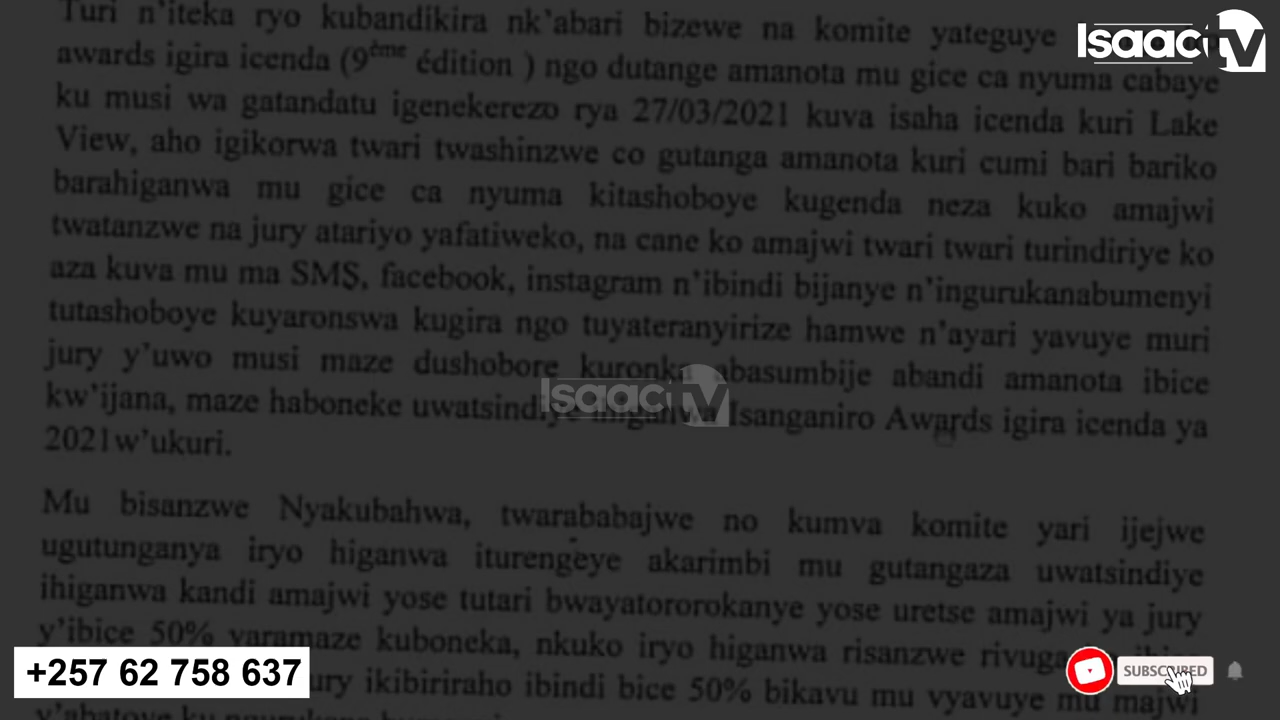 Turi n'iteka ryo kubandikira nk'abari bizewe na komite yateguye
awards igira icenda (9ème édition ) ngo dutange amanota mu gice ca nyuma cabaye
ku musi wa gatandatu igenekerezo rya 27/03/2021 kuva isaha icenda kuri Lake
View, aho igikorwa twari twashinzwe co gutanga amanota kuri cumi bari bariko
barahiganwa mu gice ca nyuma kitashoboye kugenda neza kuko amajwi
twatanzwe na jury atariyo yafatiweko, na cane ko amajwi twari twari turindiriye ko
aza kuva mu ma SMS, facebook, instagram n'ibindi bijanye n'ingurukanabumenyi
tutashoboye kuyaronswa kugira ngo tuyateranyirize hamwe n'ayari yavuye muri
jury y'uwo musi maze dushobore kuronka abasumbije abandi amanota ibice
kw'ijana, maze haboneke uwatsindiye ihiganwa Isanganiro Awards igira icenda ya
2021w'ukuri.
Mu bisanzwe Nyakubahwa, twarababajwe no kumva komite yari ijejwe
ugutunganya iryo higanwa iturengeye akarimbi mu gutangaza uwatsindiye
ihiganwa kandi amajwi yose tutari bwayatororokanye yose uretse amajwi ya jury
y'ibice 50% yaramaze kuboneka, nkuko iryo higanwa risanzwe
ikibiriraho ibindi bice 50% bikavu mu vyavuye mu majwi
Isaac TV
Isaac TV
+257 62 758 637
SUBSCRIBED